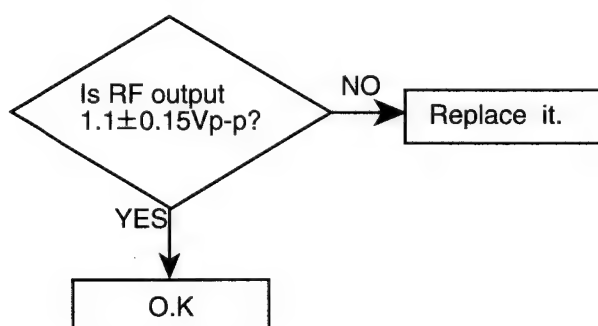 Is RF output
1.1±0.15Vp-p?
NO
Replace it.
YES
O.K